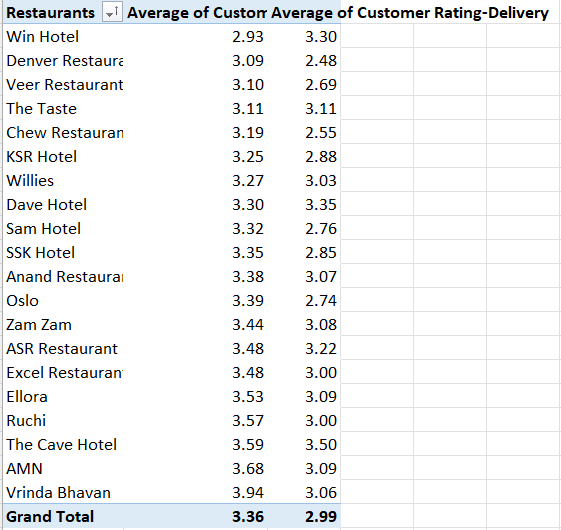 Restaurants Average of Custom Average of Customer Rating-Delivery
Win Hotel 2.93 3.30
Denver Restaura 3.09 2.48
Veer Restaurant 3.10 2.69
The Taste 3.11 3.11
Chew Restauran 3.19 2.55
KSR Hotel 3.25 2.88
Willies 3.27 3.03
Dave Hotel 3.30 3.35
Sam Hotel 3.32 2.76
SSK Hotel 3.35 2.85
Anand Restaurai 3.38 3.07
Oslo 3.39 2.74
Zam Zam 3.44 3.08
ASR Restaurant 3.48 3.22
Excel Restauran 3.48 3.00
Ellora 3.53 3.09
Ruchi 3.57 3.00
The Cave Hotel 3.59 3.50
AMN 3.68 3.09
Vrinda Bhavan 3.94 3.06
Grand Total 3.36 2.99